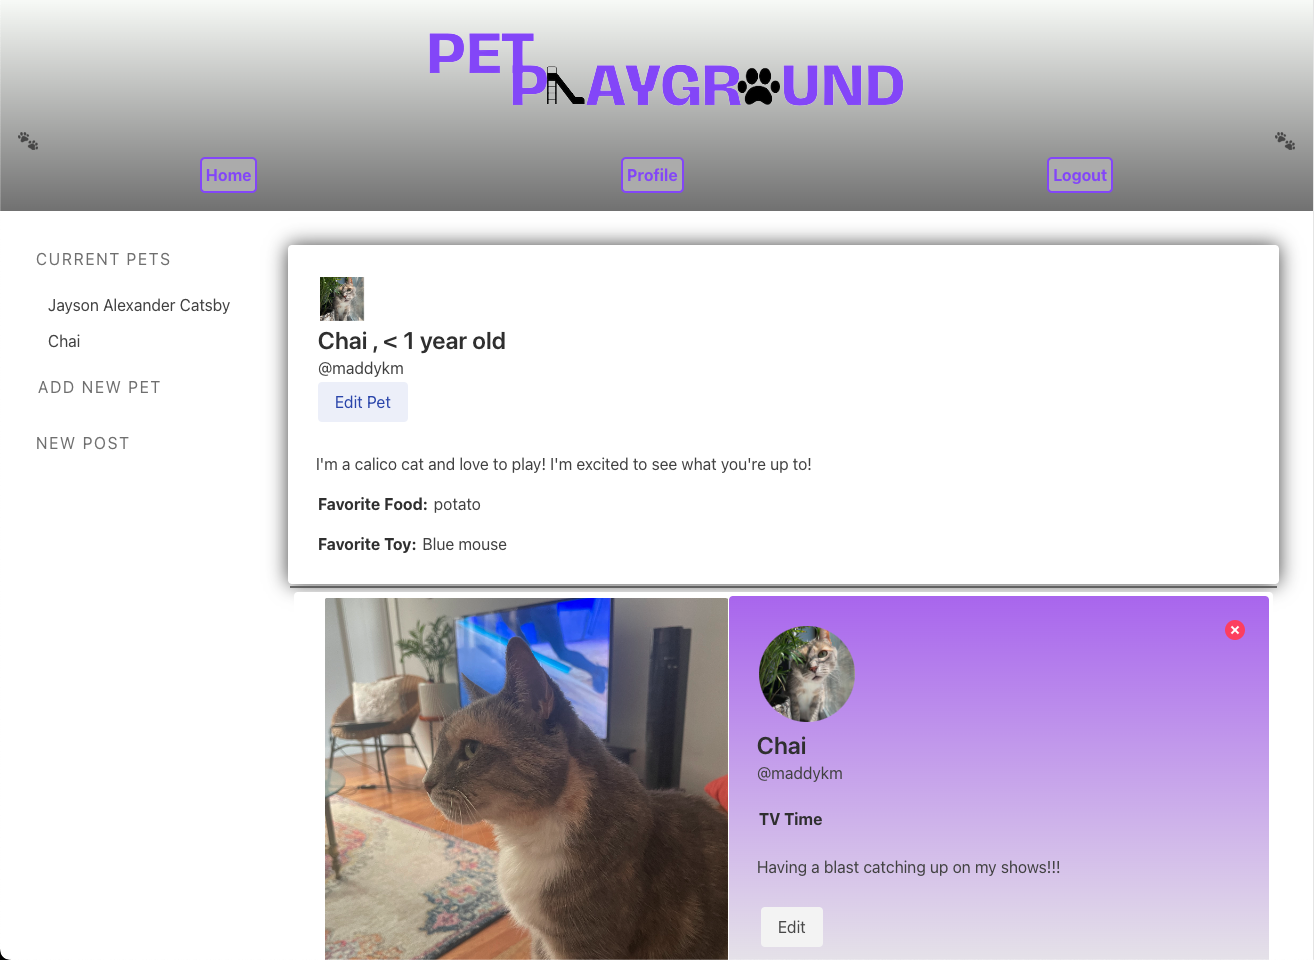 PET
PLAYGROUND
Home
Profile
Logout
CURRENT PETS
Jayson Alexander Catsby
Chai
ADD NEW PET
NEW POST
Chai , < 1 year old
@maddykm
Edit Pet
I'm a calico cat and love to play! I'm excited to see what you're up to!
Favorite Food: potato
Favorite Toy: Blue mouse
Chai
@maddykm
TV Time
Having a blast catching up on my shows!!!
Edit